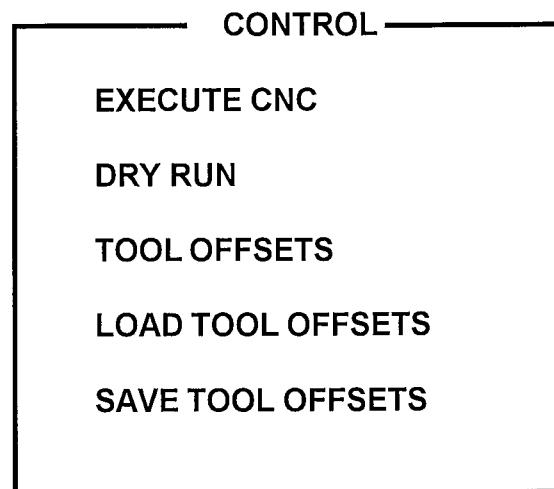 CONTROL
EXECUTE CNC
DRY RUN
TOOL OFFSETS
LOAD TOOL OFFSETS
SAVE TOOL OFFSETS